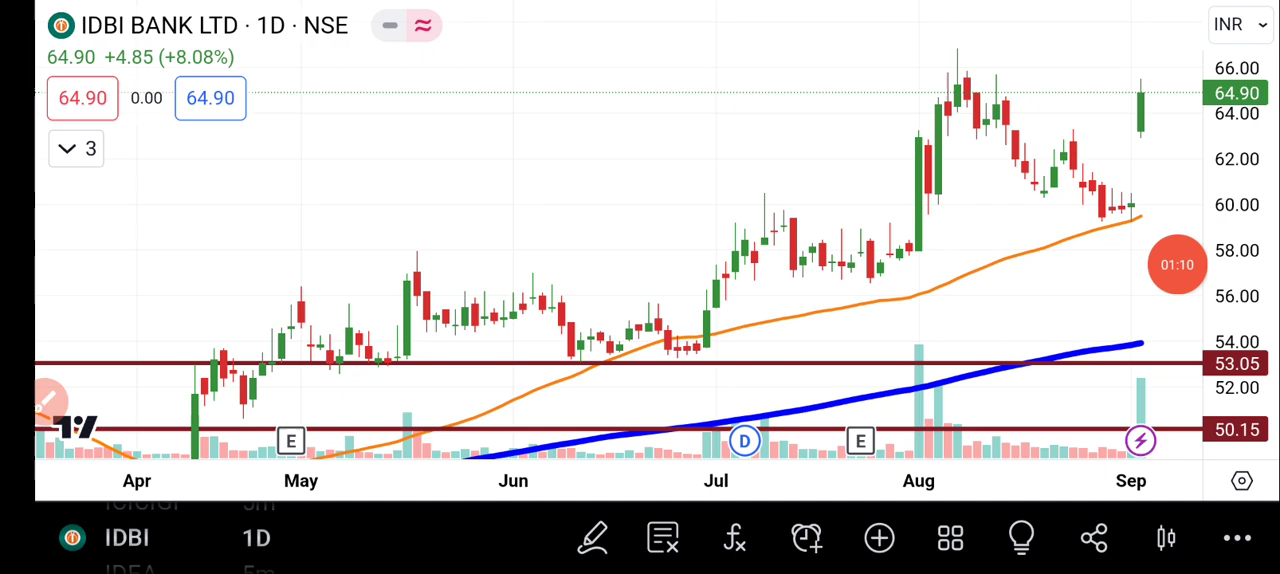 IDBI BANK LTD · 1D · NSE
INR
64.90 +4.85 (+8.08%)
64.90 0.00 64.90
3
66.00
64.90
64.00
62.00
60.00
58.00
01:10
56.00
54.00
53.05
52.00
50.15
E D E
Apr May Jun Jul Aug Sep
IDBI 1D
IDEA 5m